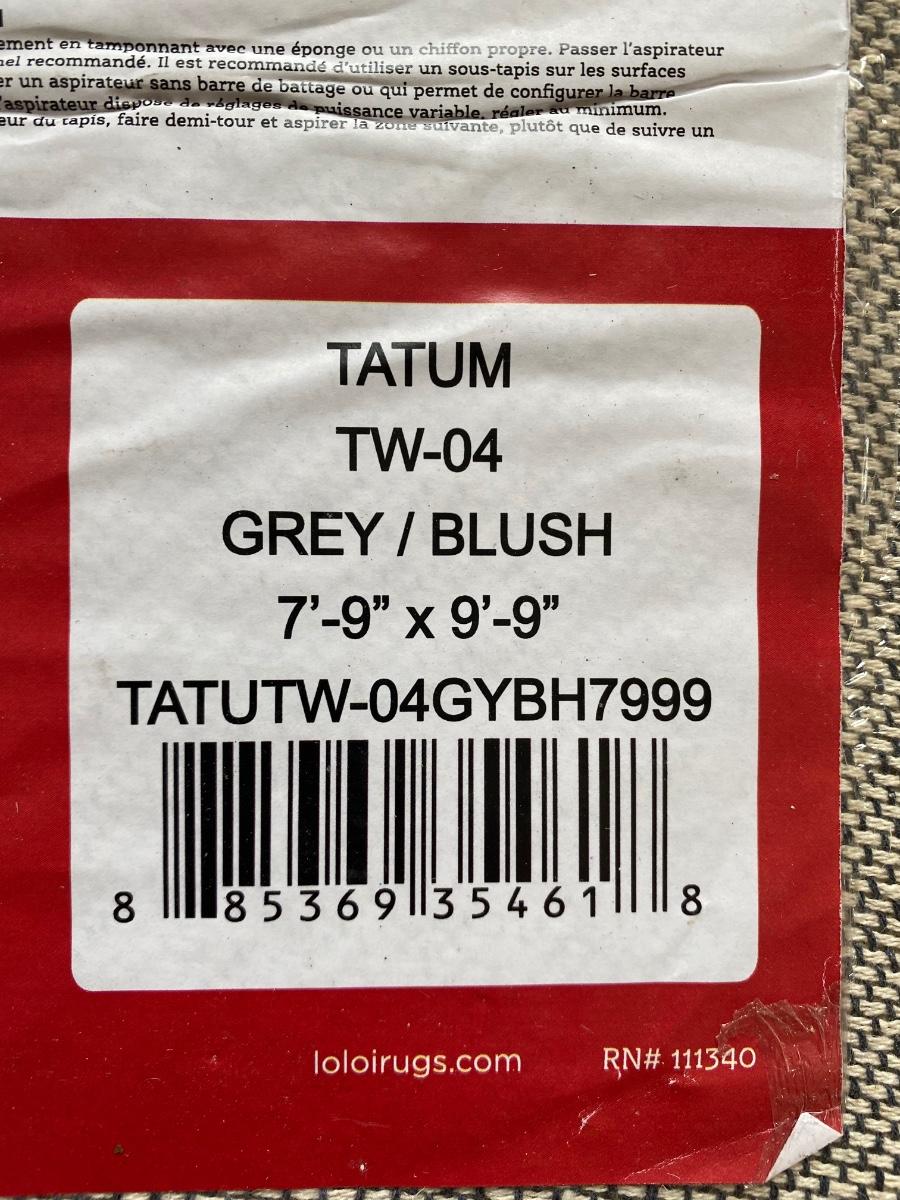 ement en tamponnant avec une éponge ou un chiffon propre. Passer l'aspirateur
nel recommandé. Il est recommandé d'utiliser un sous-tapis sur les surfaces
er un aspirateur sans barre de battage ou qui permet de configurer la barre
l'aspirateur dispose de réglages de puissance variable, régler au minimum.
eur du tapis, faire demi-tour et aspirer la zone suivante, plutôt que de suivre un
TATUM
TW-04
GREY / BLUSH
7'-9” x 9'-9”
TATUTW-04GYBH7999
8 85369 35461 8
loloirugs.com RN# 111340